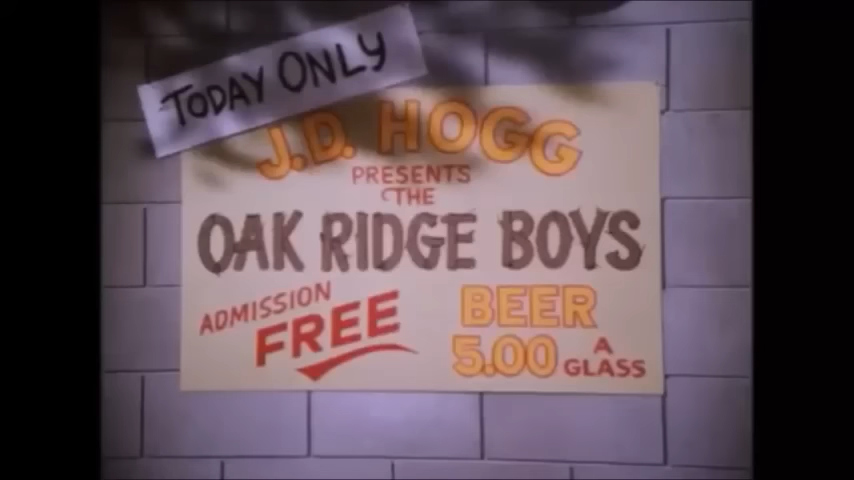 TODAY ONLY
J.D. HOGG
PRESENTS
THE
OAK RIDGE BOYS
ADMISSION
FREE
BEER
5.00 A GLASS